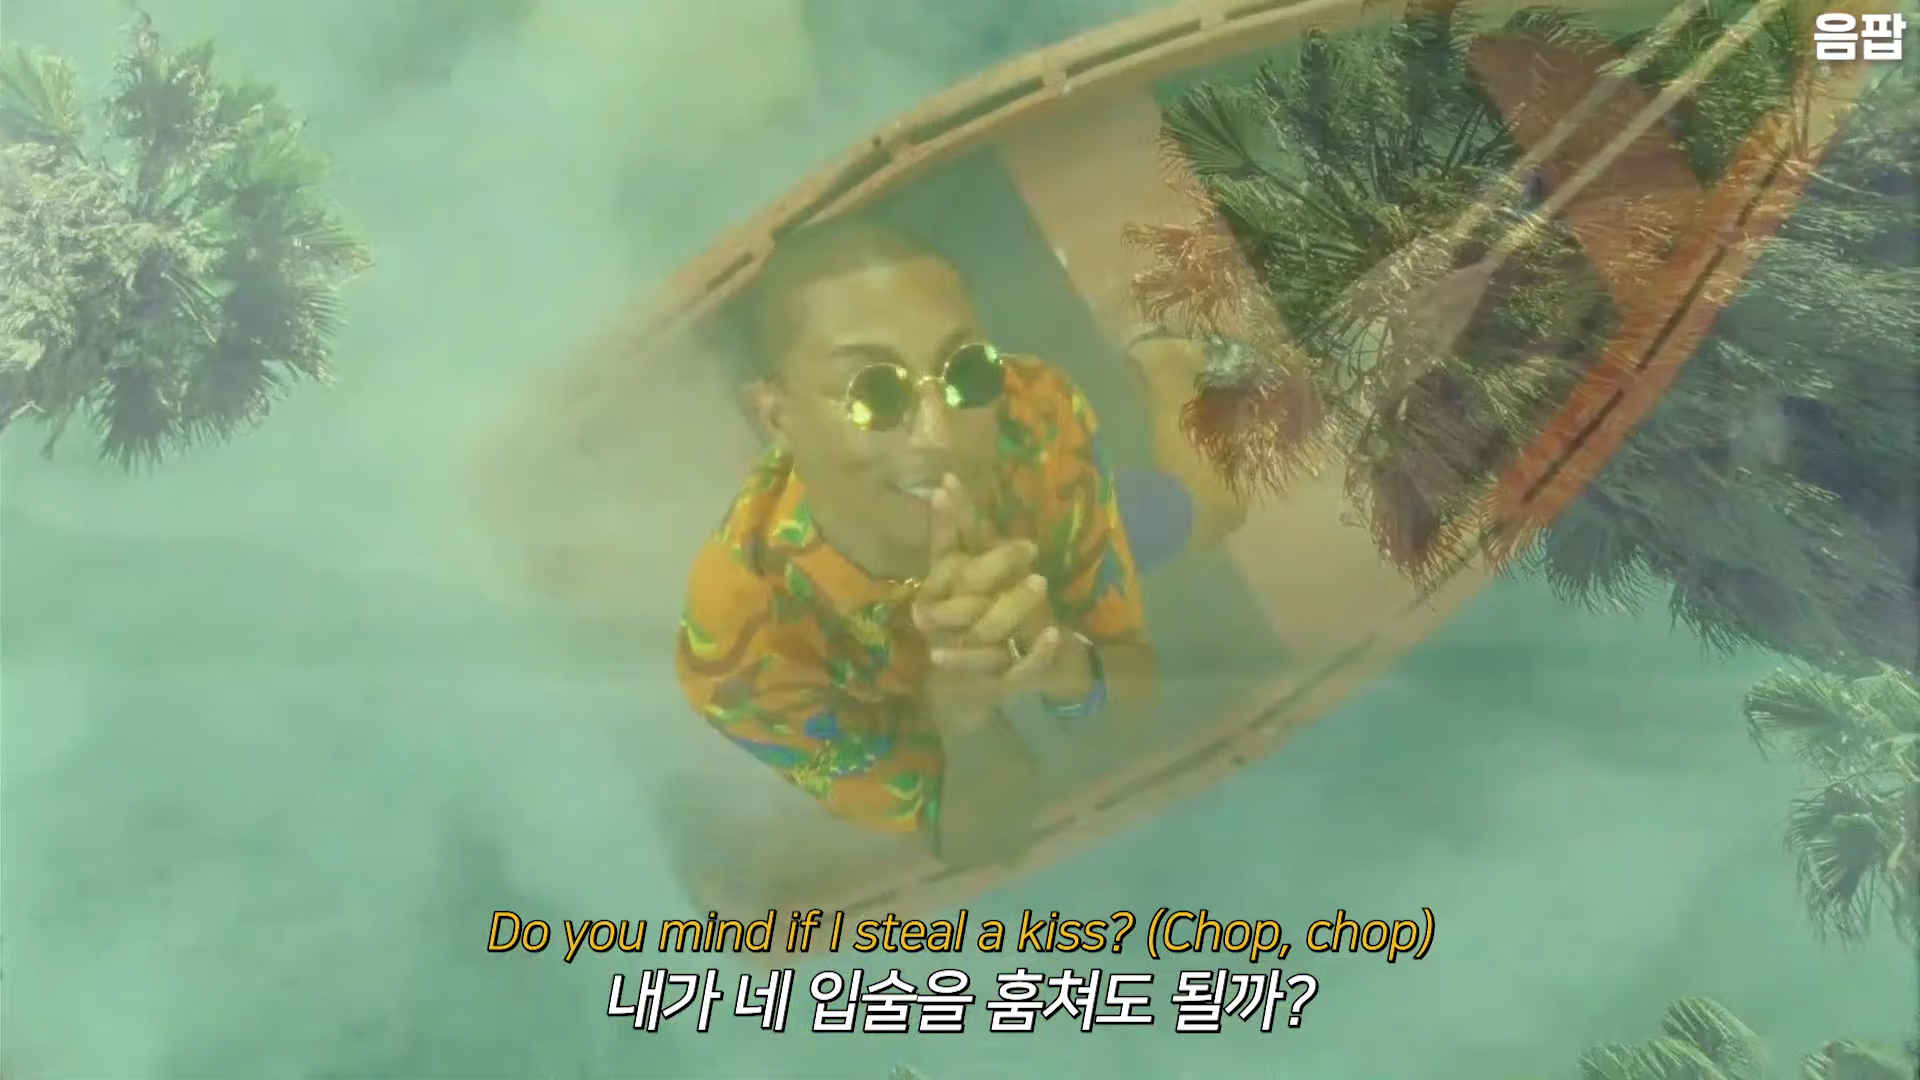 음팝
Do you mind if I steal a kiss? (Chop, chop)
내가 네 입술을 훔쳐도 될까?